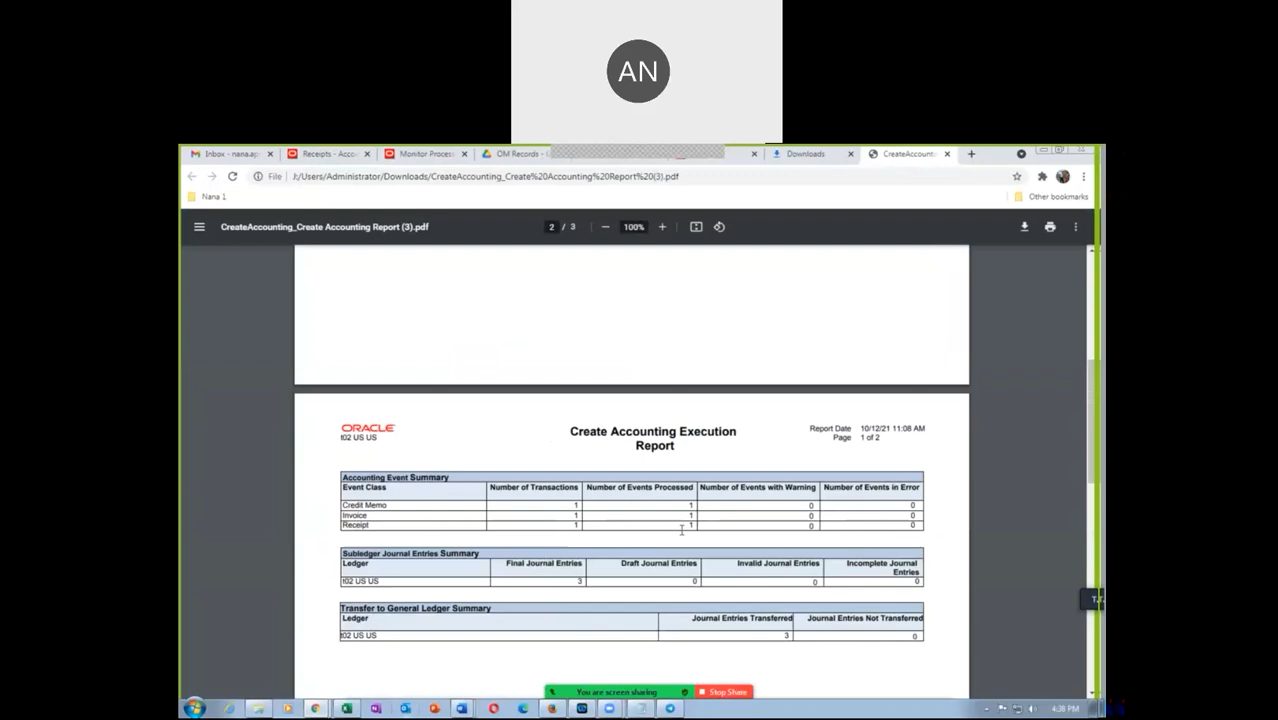 AN
Inbox - nana.ap
Receipts - Acco
Monitor Proces
OM Records -
Downloads
CreateAccount
File J:/Users/Administrator/Downloads/CreateAccounting_Create%20Accounting%20Report%20(3).pdf
Nana 1
Other bookmarks
CreateAccounting_Create Accounting Report (3).pdf
2 / 3
100%
ORACLE
t02 US US
Create Accounting Execution
Report
Report Date 10/12/21 11:08 AM
Page 1 of 2
Accounting Event Summary
Event Class Number of Transactions Number of Events Processed Number of Events with Warning Number of Events in Error
Credit Memo 1 1 0 0
Invoice 1 1 0 0
Receipt 1 1 0 0
Subledger Journal Entries Summary
Ledger Final Journal Entries Draft Journal Entries Invalid Journal Entries Incomplete Journal
Entries
t02 US US 3 0 0 0
Transfer to General Ledger Summary
Ledger Journal Entries Transferred Journal Entries Not Transferred
t02 US US 3 0
You are screen sharing
Stop Share
4:38 PM